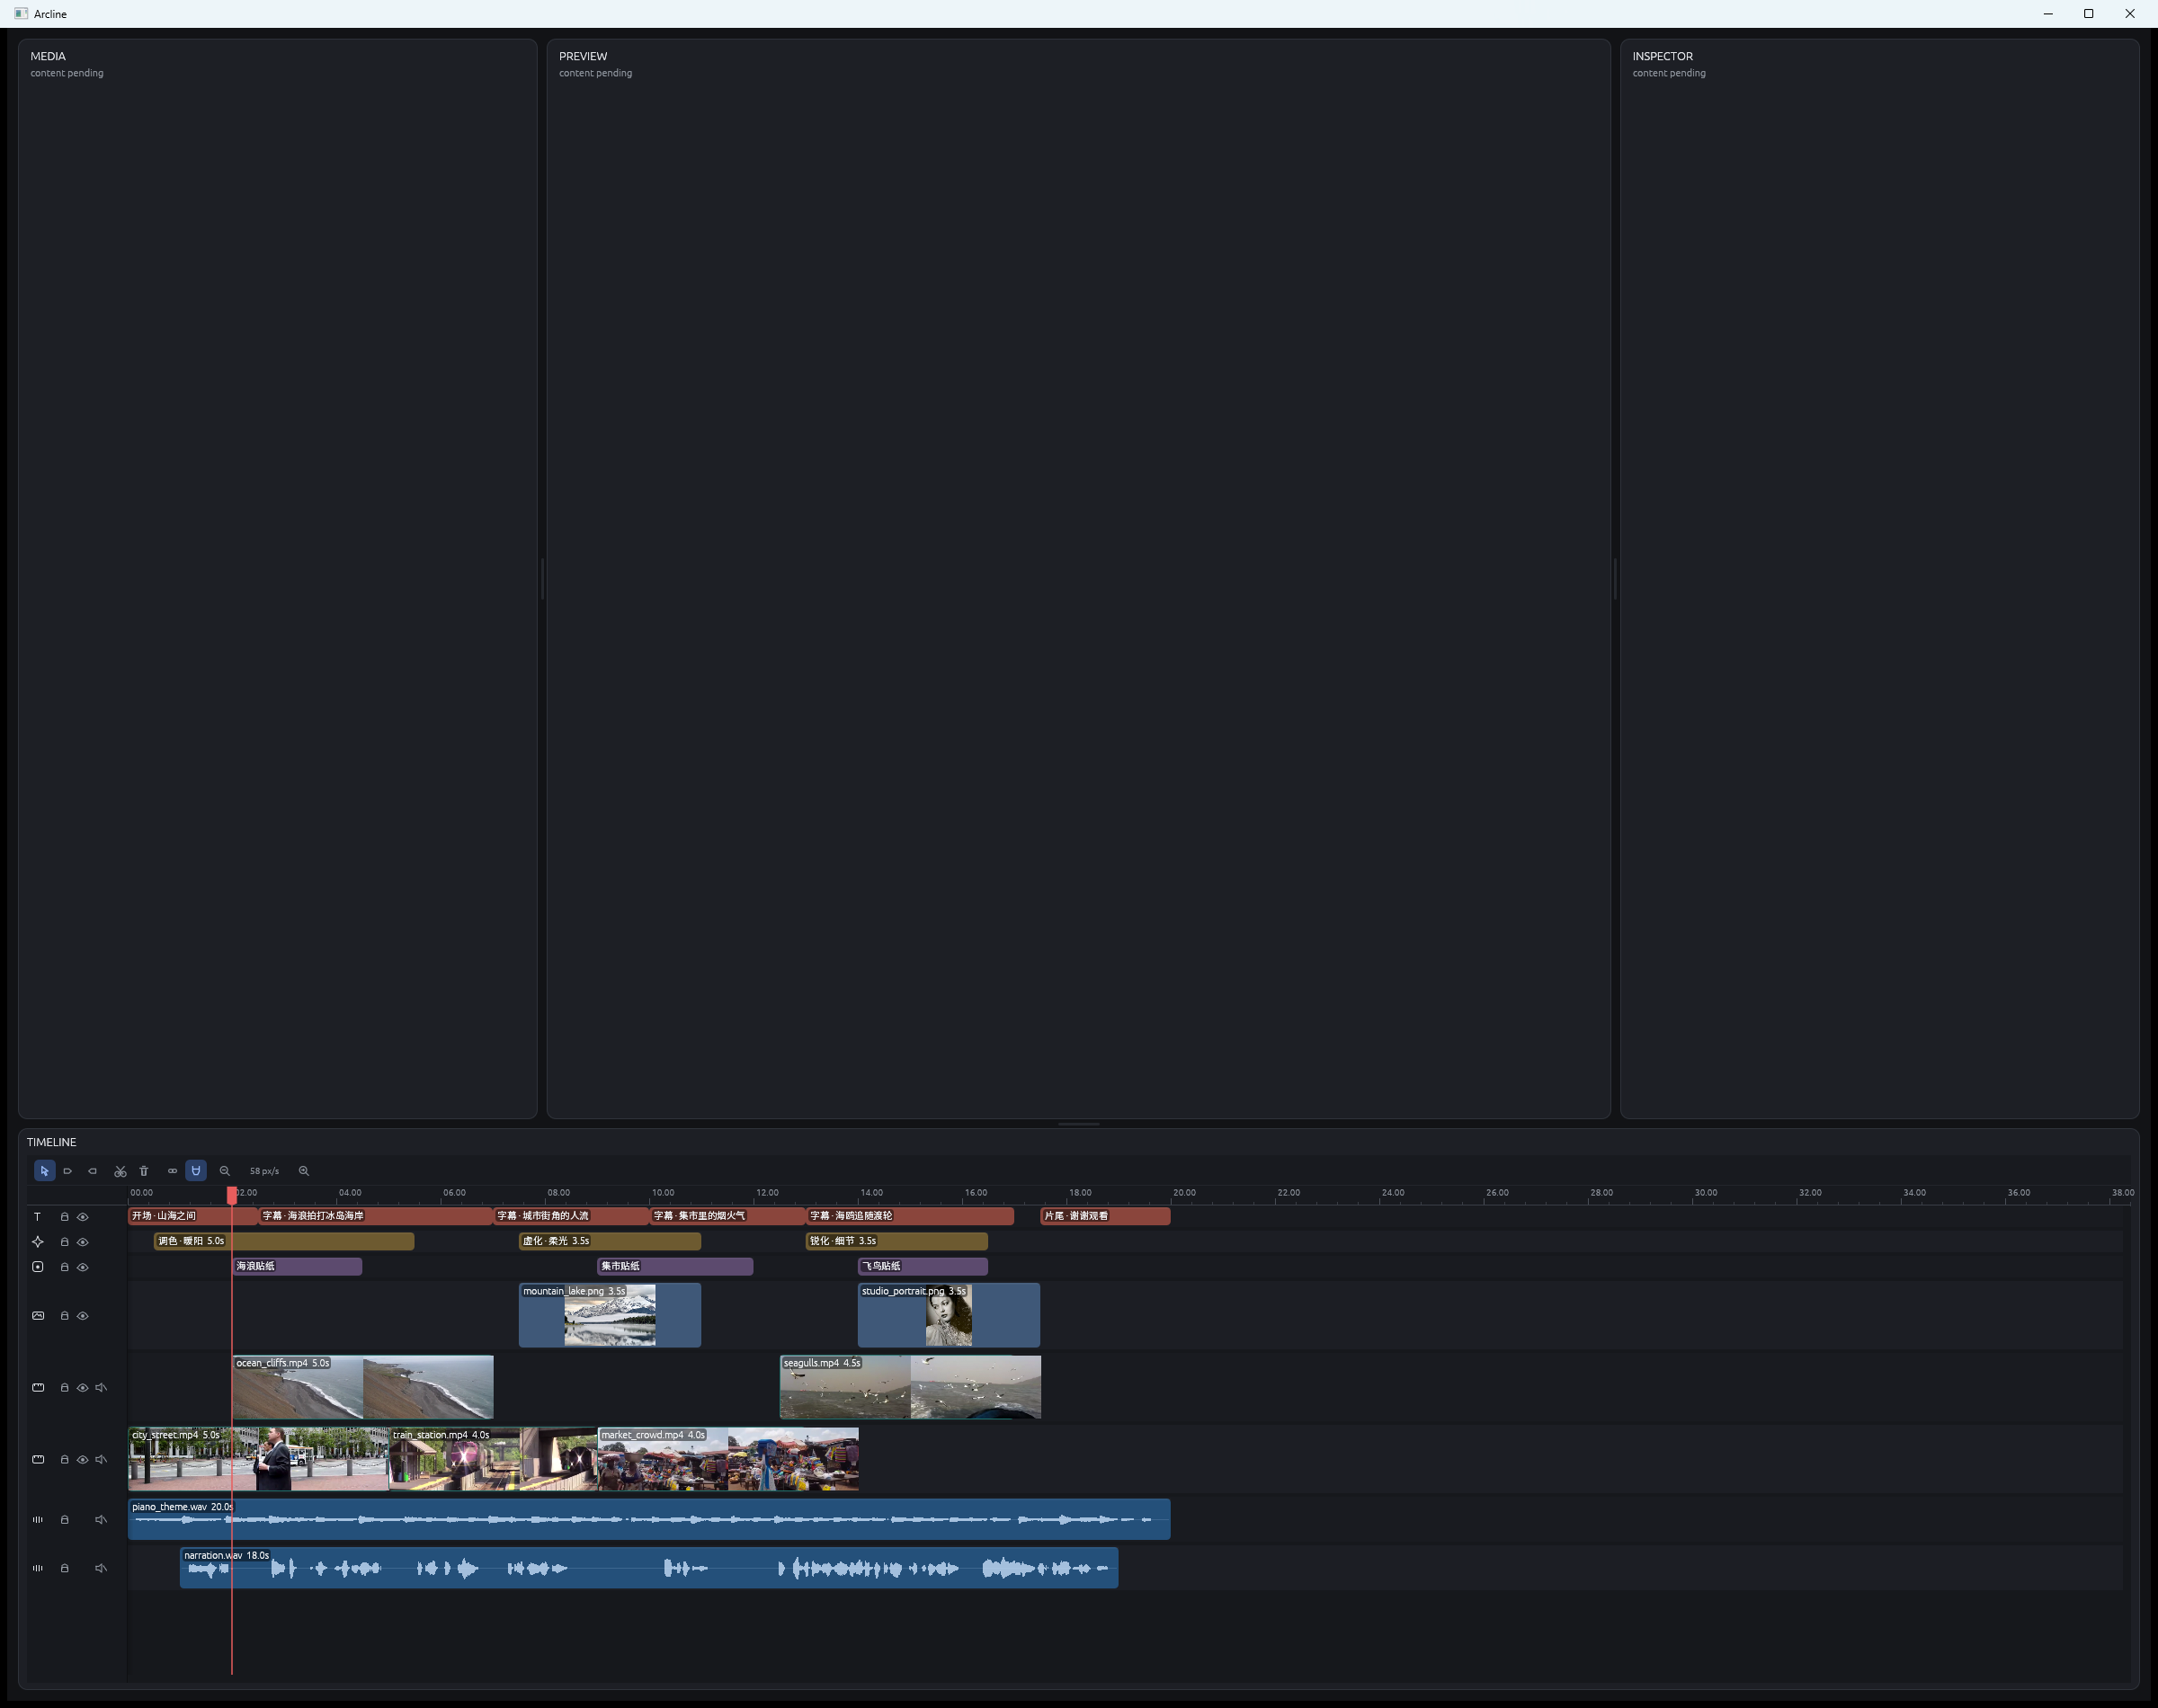 Arcline
MEDIA
content pending
PREVIEW
content pending
INSPECTOR
content pending
TIMELINE
58 px/s
00.00 02.00 04.00 06.00 08.00 10.00 12.00 14.00 16.00 18.00 20.00 22.00 24.00 26.00 28.00 30.00 32.00 34.00 36.00 38.00
T 开场·山海之间 字幕·海浪拍打冰岛海岸 字幕·城市街角的人流 字幕·集市里的烟火气 字幕·海鸥追随渡轮 片尾·谢谢观看
调色·暖阳 5.0s 虚化·柔光 3.5s 锐化·细节 3.5s
海浪贴纸 集市贴纸 飞鸟贴纸
mountain_lake.png 3.5s studio_portrait.png 3.5s
ocean_cliffs.mp4 5.0s seagulls.mp4 4.5s
city_street.mp4 5.0s train_station.mp4 4.0s market_crowd.mp4 4.0s
piano_theme.wav 20.0s
narration.wav 18.0s